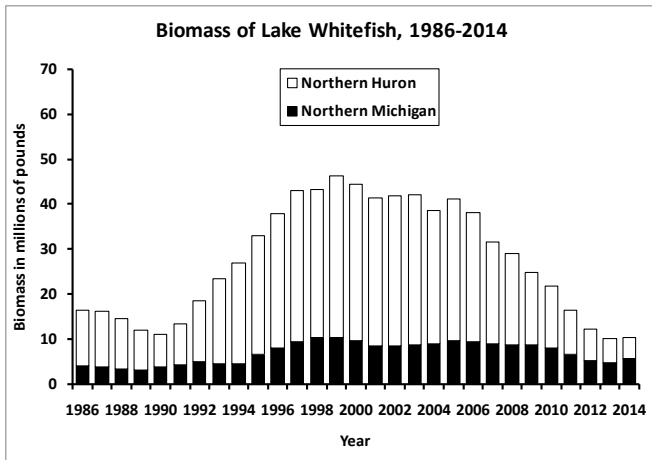 Biomass of Lake Whitefish, 1986-2014
70
60
50
40
30
20
10
0
Biomass in millions of pounds
Northern Huron
Northern Michigan
1986 1988 1990 1992 1994 1996 1998 2000 2002 2004 2006 2008 2010 2012 2014
Year